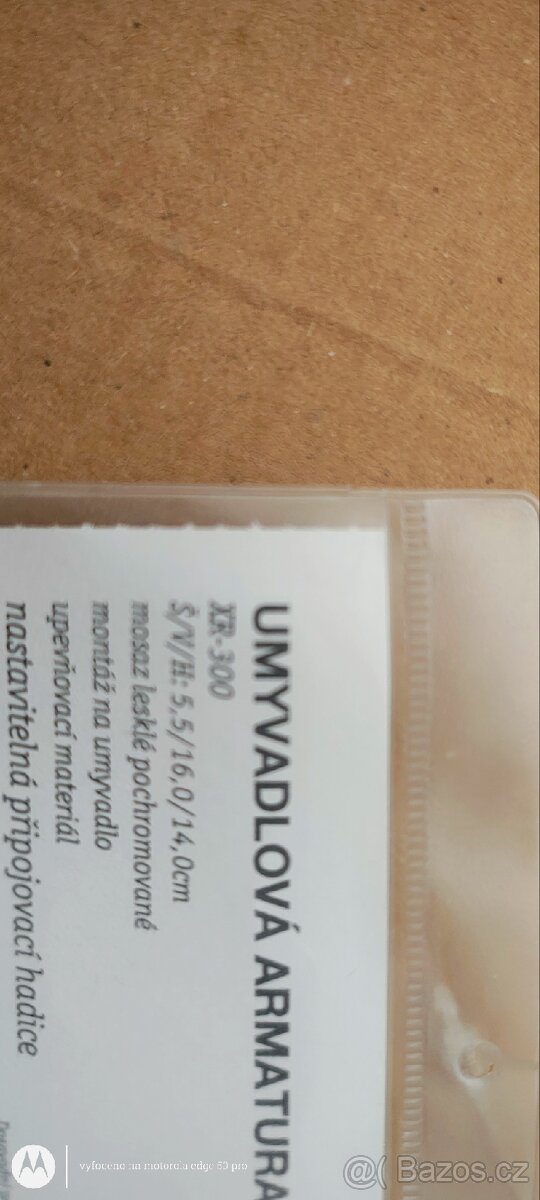 UMYVADLOVÁ ARMATURA
XR-300
Š/V/H: 5,5/16,0/14,0cm
mosaz lesklé pochromované
montáž na umyvadlo
upevňovací materiál
nastavitelná připojovací hadice
vyfoceno na motorola edge 50 pro
@( Bazos.cz